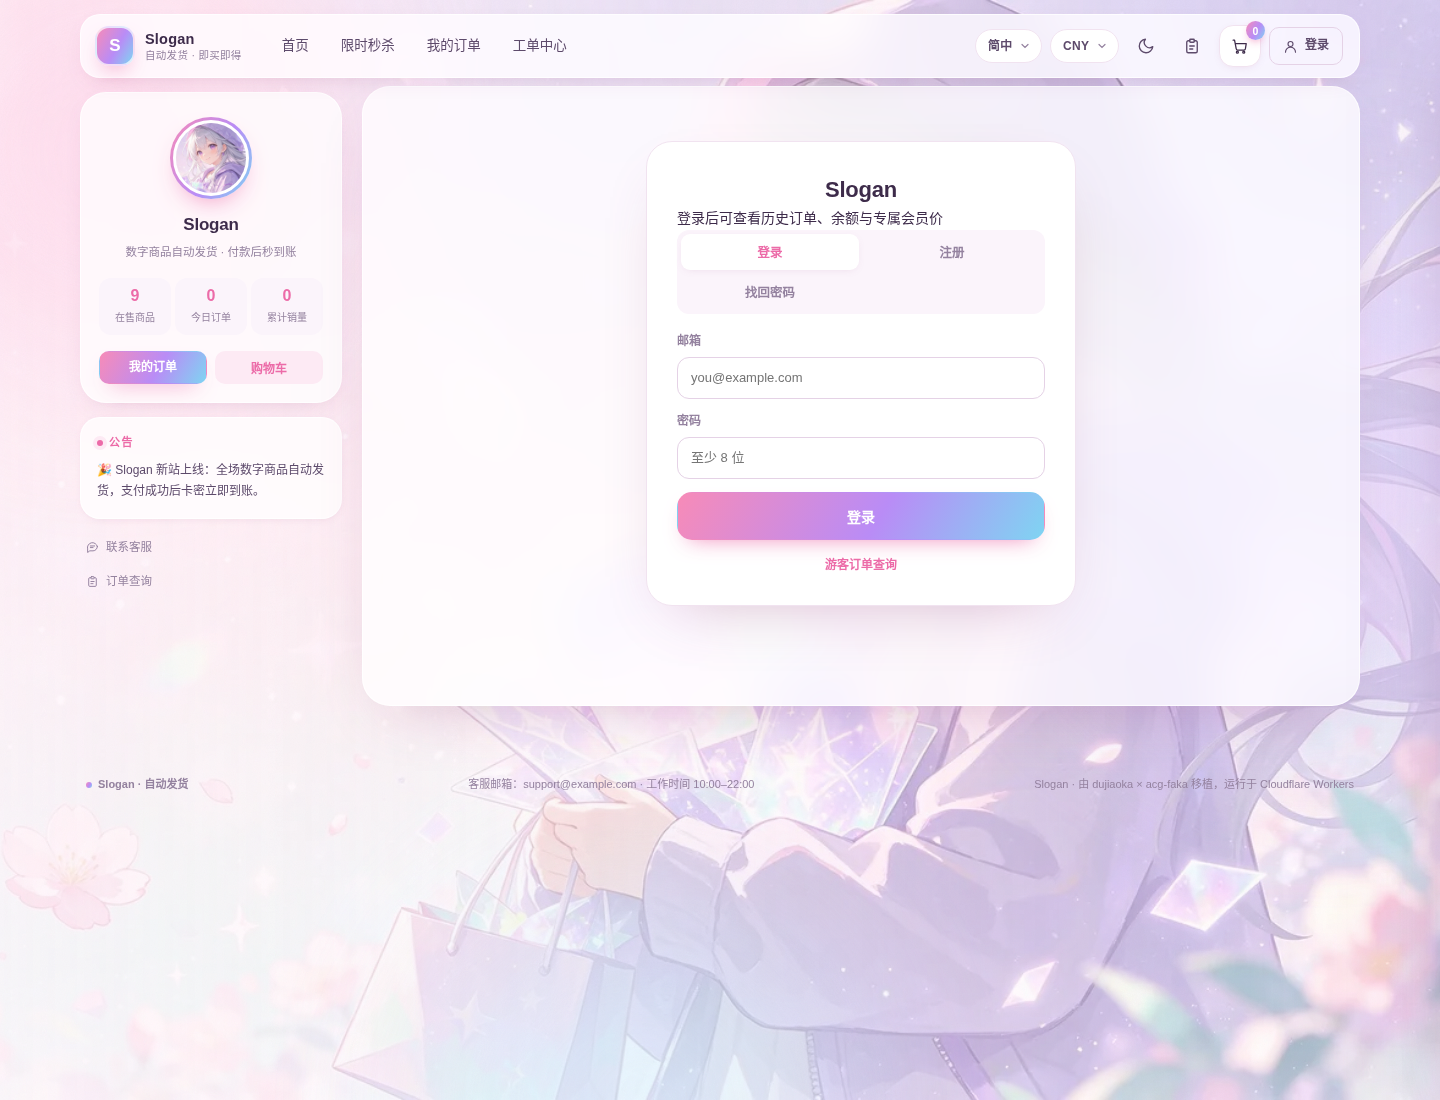 S
Slogan
自动发货 · 即买即得
首页
限时秒杀
我的订单
工单中心
简中
CNY
0
登录
Slogan
数字商品自动发货 · 付款后秒到账
9
在售商品
0
今日订单
0
累计销量
我的订单
购物车
公告
🎉 Slogan 新站上线：全场数字商品自动发
货，支付成功后卡密立即到账。
联系客服
订单查询
Slogan
登录后可查看历史订单、余额与专属会员价
登录
注册
找回密码
邮箱
you@example.com
密码
至少 8 位
登录
游客订单查询
Slogan · 自动发货
客服邮箱：support@example.com · 工作时间 10:00–22:00
Slogan · 由 dujiaoka × acg-faka 移植，运行于 Cloudflare Workers